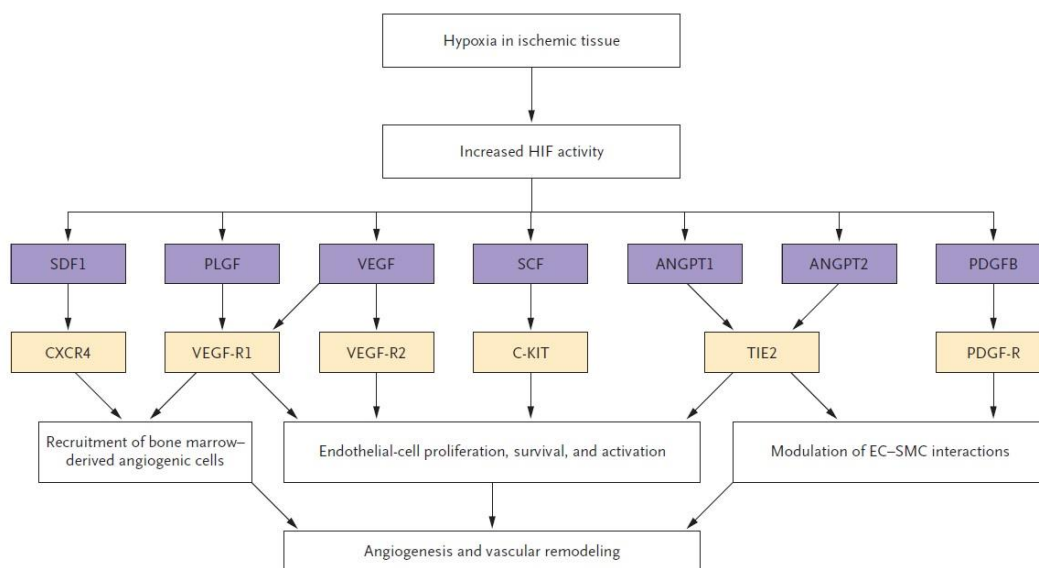 Hypoxia in ischemic tissue
Increased HIF activity
SDF1
PLGF
VEGF
SCF
ANGPT1
ANGPT2
PDGFB
CXCR4
VEGF-R1
VEGF-R2
C-KIT
TIE2
PDGF-R
Recruitment of bone marrow–
derived angiogenic cells
Endothelial-cell proliferation, survival, and activation
Modulation of EC–SMC interactions
Angiogenesis and vascular remodeling